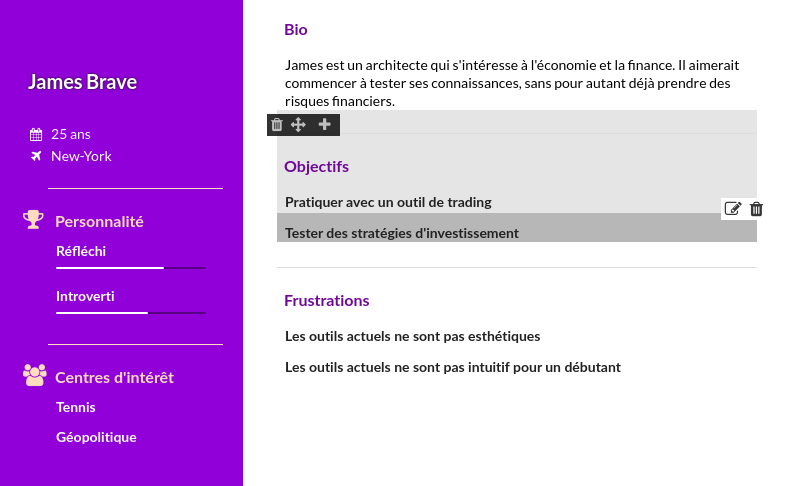 James Brave
25 ans
New-York
Personnalité
Réfléchi
Introverti
Centres d'intérêt
Tennis
Géopolitique
Bio
James est un architecte qui s'intéresse à l'économie et la finance. Il aimerait
commencer à tester ses connaissances, sans pour autant déjà prendre des
risques financiers.
Objectifs
Pratiquer avec un outil de trading
Tester des stratégies d'investissement
Frustrations
Les outils actuels ne sont pas esthétiques
Les outils actuels ne sont pas intuitif pour un débutant